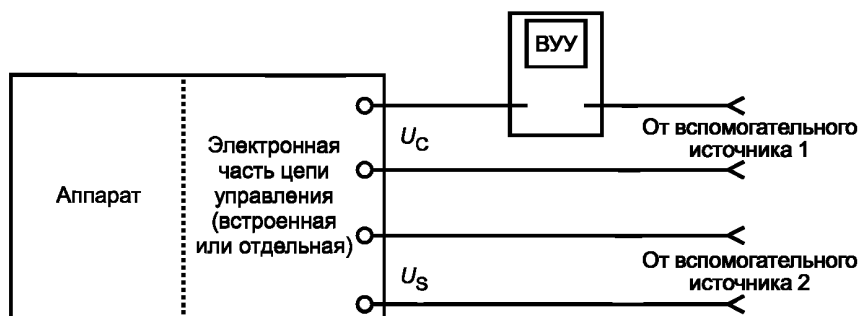 ВУУ
Аппарат
Электронная
часть цепи
управления
(встроенная
или отдельная)
U_C
От вспомогательного
источника 1
U_S
От вспомогательного
источника 2